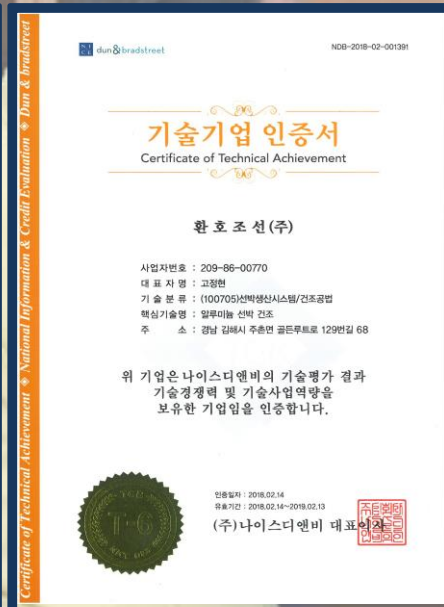 dun & bradstreet
NDB-2018-02-001391
기술기업 인증서
Certificate of Technical Achievement
환호조선(주)
사업자번호 : 209-86-00770
대표자명 : 고정현
기술분류 : (100705)선박생산시스템/건조공법
핵심기술명 : 알루미늄 선박 건조
주 소 : 경남 김해시 주촌면 골든루트로 129번길 68
위 기업은 나이스디앤비의 기술평가 결과
기술경쟁력 및 기술사업역량을
보유한 기업임을 인증합니다.
인증일자 : 2018.02.14
유효기간 : 2018.02.14~2019.02.13
(주)나이스디앤비 대표이사
T-6
Certificate of Technical Achievement ◆ National Information & Credit Evaluation ◆ Dun & bradstreet